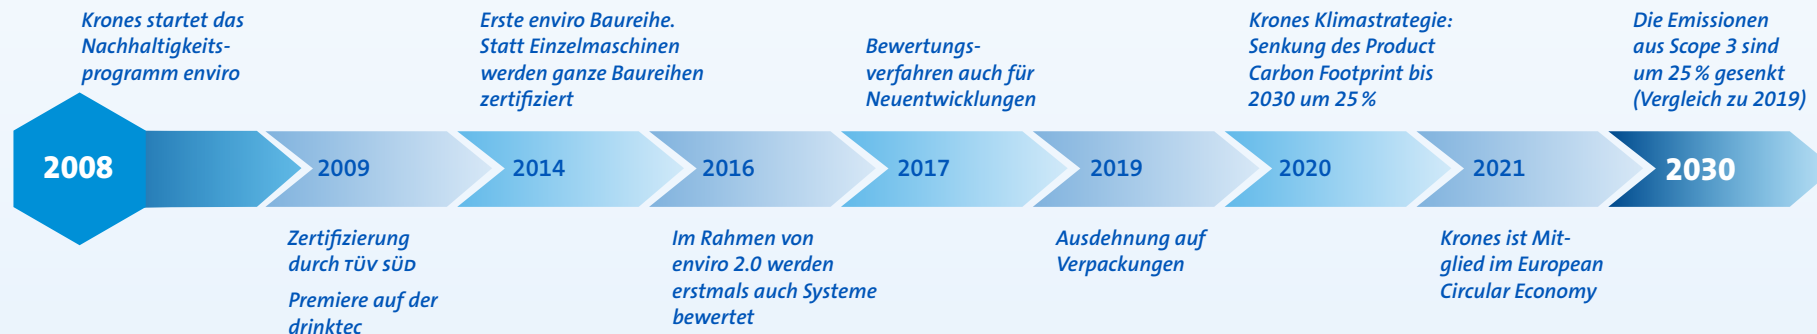 Krones startet das
Nachhaltigkeits-
programm enviro
Erste enviro Baureihe.
Statt Einzelmaschinen
werden ganze Baureihen
zertifiziert
Bewertungs-
verfahren auch für
Neuentwicklungen
Krones Klimastrategie:
Senkung des Product
Carbon Footprint bis
2030 um 25 %
Die Emissionen
aus Scope 3 sind
um 25 % gesenkt
(Vergleich zu 2019)
2008
2009
2014
2016
2017
2019
2020
2021
2030
Zertifizierung
durch TÜV SÜD
Premiere auf der
drinktec
Im Rahmen von
enviro 2.0 werden
erstmals auch Systeme
bewertet
Ausdehnung auf
Verpackungen
Krones ist Mit-
glied im European
Circular Economy